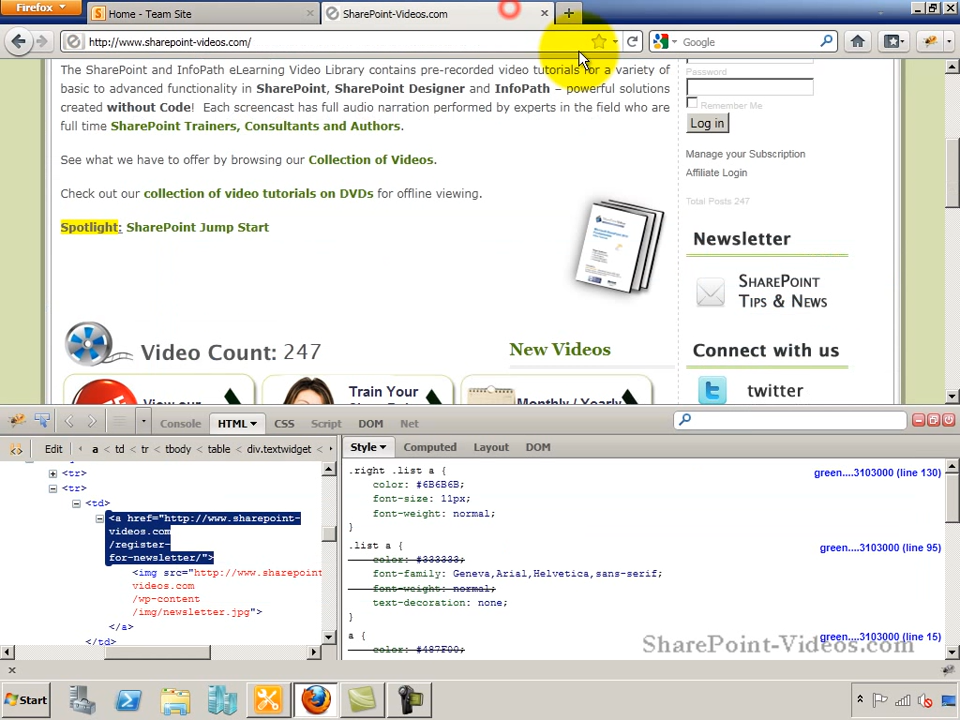 Firefox
Home - Team Site
SharePoint-Videos.com
http://www.sharepoint-videos.com/
Google
The SharePoint and InfoPath eLearning Video Library contains pre-recorded video tutorials for a variety of
basic to advanced functionality in SharePoint, SharePoint Designer and InfoPath – powerful solutions
created without Code! Each screencast has full audio narration performed by experts in the field who are
full time SharePoint Trainers, Consultants and Authors.
See what we have to offer by browsing our Collection of Videos.
Check out our collection of video tutorials on DVDs for offline viewing.
Spotlight: SharePoint Jump Start
Video Count: 247
New Videos
Train Your
Password
Remember Me
Log in
Manage your Subscription
Affiliate Login
Total Posts 247
Newsletter
SharePoint
Tips & News
Connect with us
twitter
Console HTML CSS Script DOM Net
Edit a < td < tr < tbody < table < div.textwidget
Style Computed Layout DOM
<tr>
<tr>
<td>
<a href="http://www.sharepoint-
videos.com
/register-
for-newsletter/">
<img src="http://www.sharepoint
videos.com
/wp-content
/img/newsletter.jpg">
</a>
</td>
.right .list a { green....3103000 (line 130)
color: #6B6B6B;
font-size: 11px;
font-weight: normal;
}
.list a { green....3103000 (line 95)
color: #333333;
font-family: Geneva,Arial,Helvetica,sans-serif;
font-weight: normal;
text-decoration: none;
}
a { green....3103000 (line 15)
color: #487F00;
SharePoint-Videos.com
Start